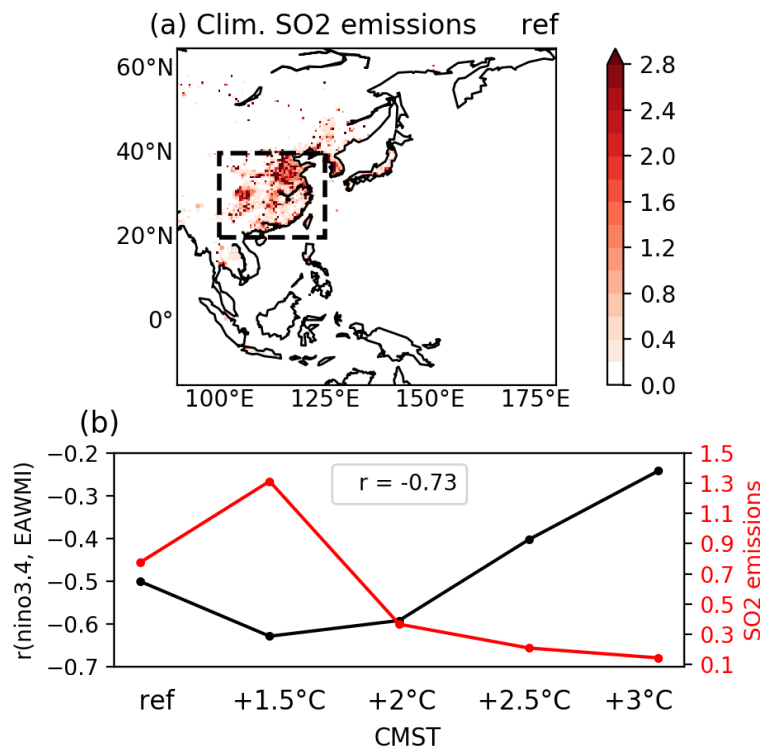 (a) Clim. SO2 emissions ref
60°N
40°N
20°N
0°
100°E 125°E 150°E 175°E
2.8
2.4
2.0
1.6
1.2
0.8
0.4
0.0
(b)
r(nino3.4, EAWMI)
−0.2
−0.3
−0.4
−0.5
−0.6
−0.7
r = -0.73
1.5
1.3
1.1
0.9
0.7
0.5
0.3
0.1
SO2 emissions
ref +1.5°C +2°C +2.5°C +3°C
CMST